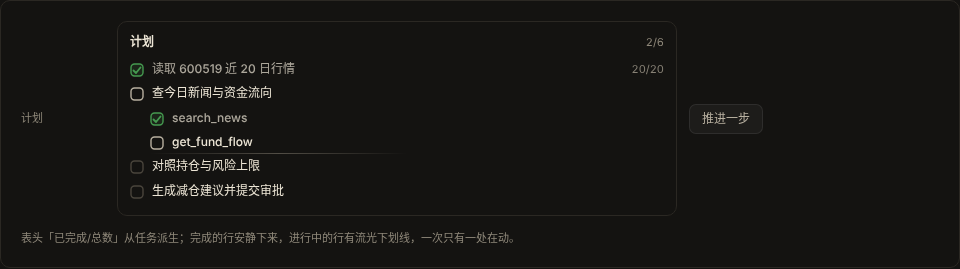 计划 2/6
读取 600519 近 20 日行情 20/20
查今日新闻与资金流向
计划
search_news
推进一步
get_fund_flow
对照持仓与风险上限
生成减仓建议并提交审批
表头「已完成/总数」从任务派生；完成的行安静下来，进行中的行有流光下划线，一次只有一处在动。